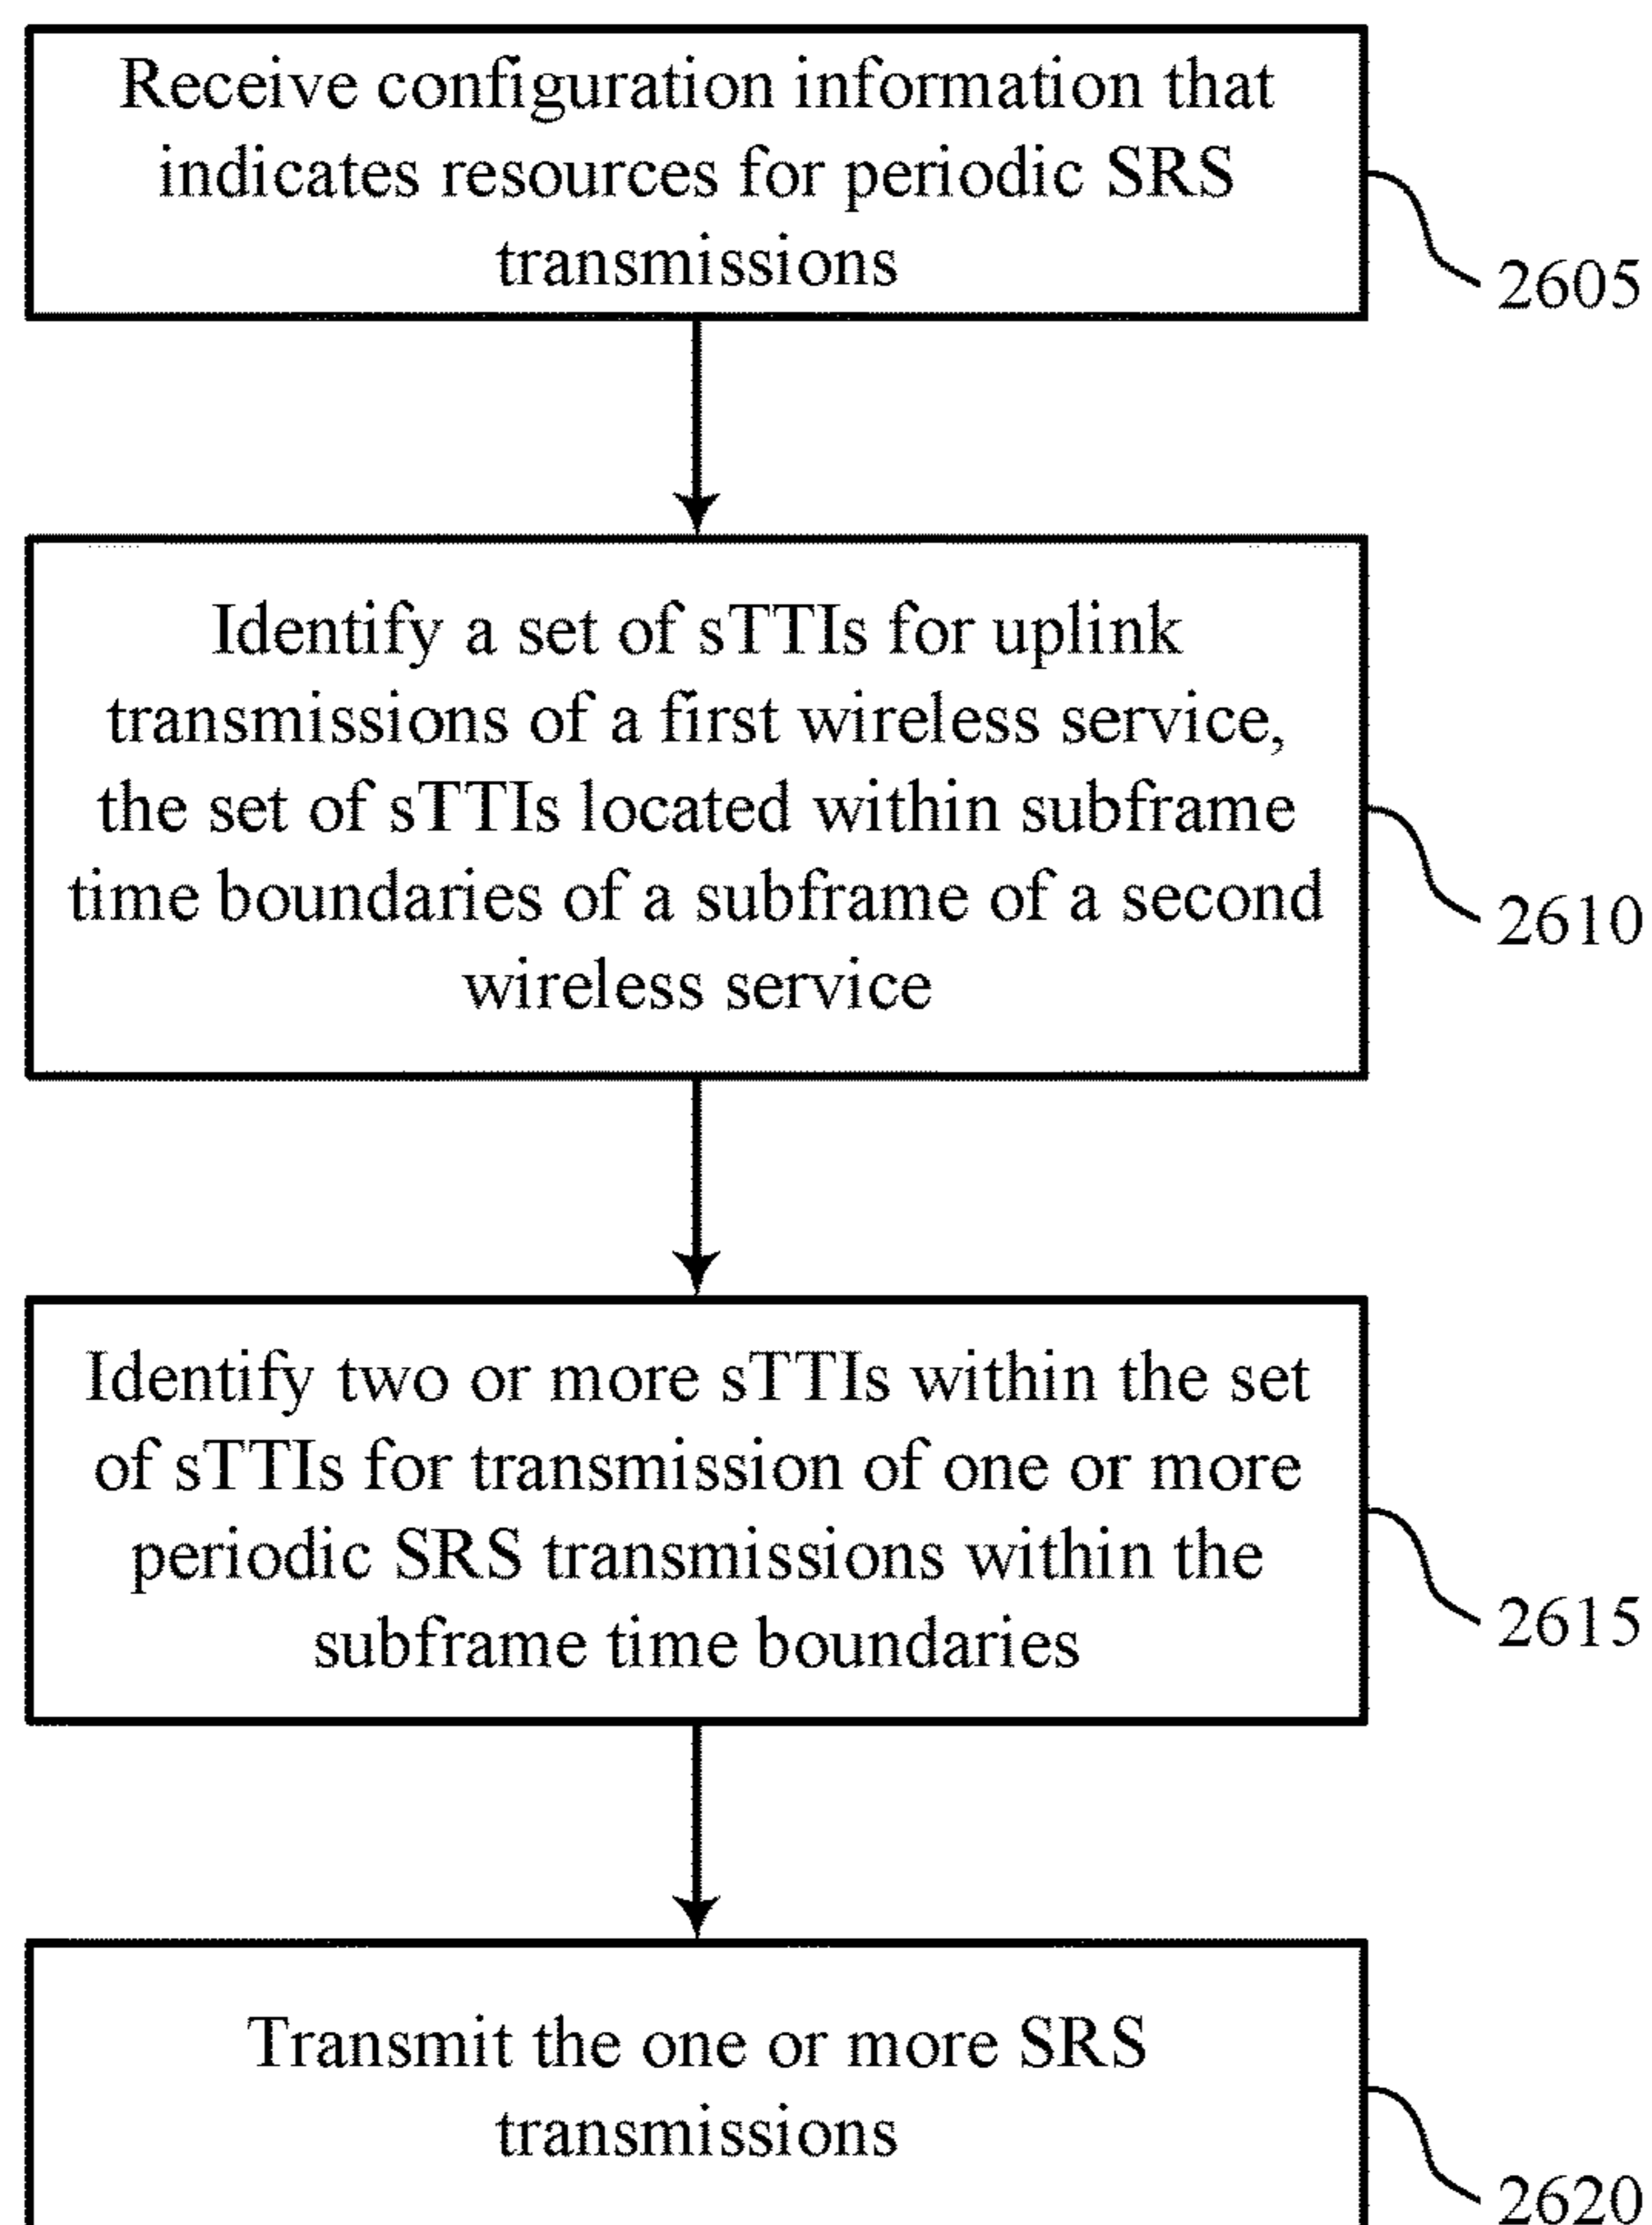 Receive configuration information that
indicates resources for periodic SRS
transmissions
2605
Identify a set of sTTIs for uplink
transmissions of a first wireless service,
the set of sTTIs located within subframe
time boundaries of a subframe of a second
wireless service
2610
Identify two or more sTTIs within the set
of sTTIs for transmission of one or more
periodic SRS transmissions within the
subframe time boundaries
2615
Transmit the one or more SRS
transmissions
2620